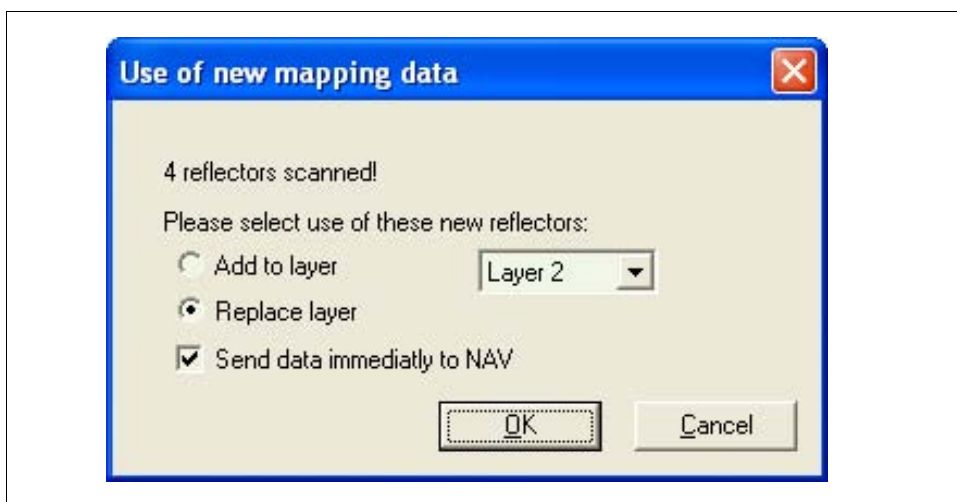 Use of new mapping data
4 reflectors scanned!
Please select use of these new reflectors:
Add to layer
Layer 2
Replace layer
Send data immediatly to NAV
OK
Cancel